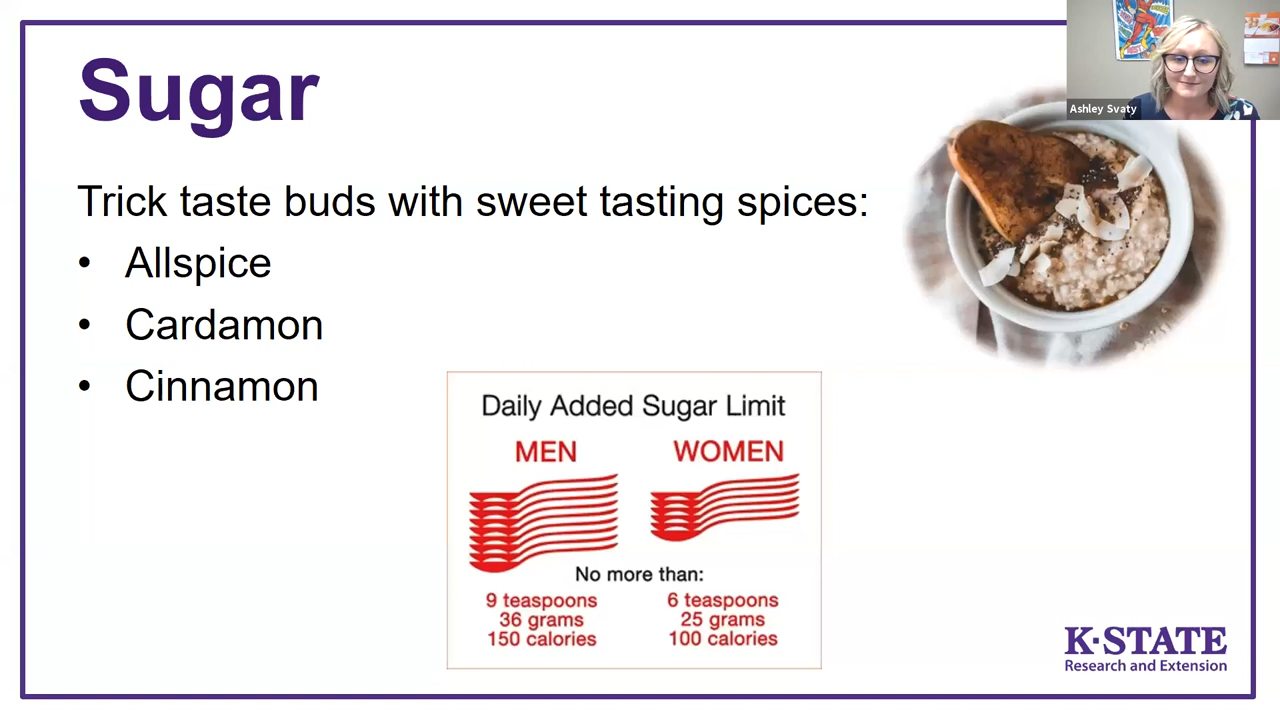 Sugar
Ashley Svaty
Trick taste buds with sweet tasting spices:
• Allspice
• Cardamon
• Cinnamon
Daily Added Sugar Limit
MEN WOMEN
No more than:
9 teaspoons 6 teaspoons
36 grams 25 grams
150 calories 100 calories
K·STATE
Research and Extension